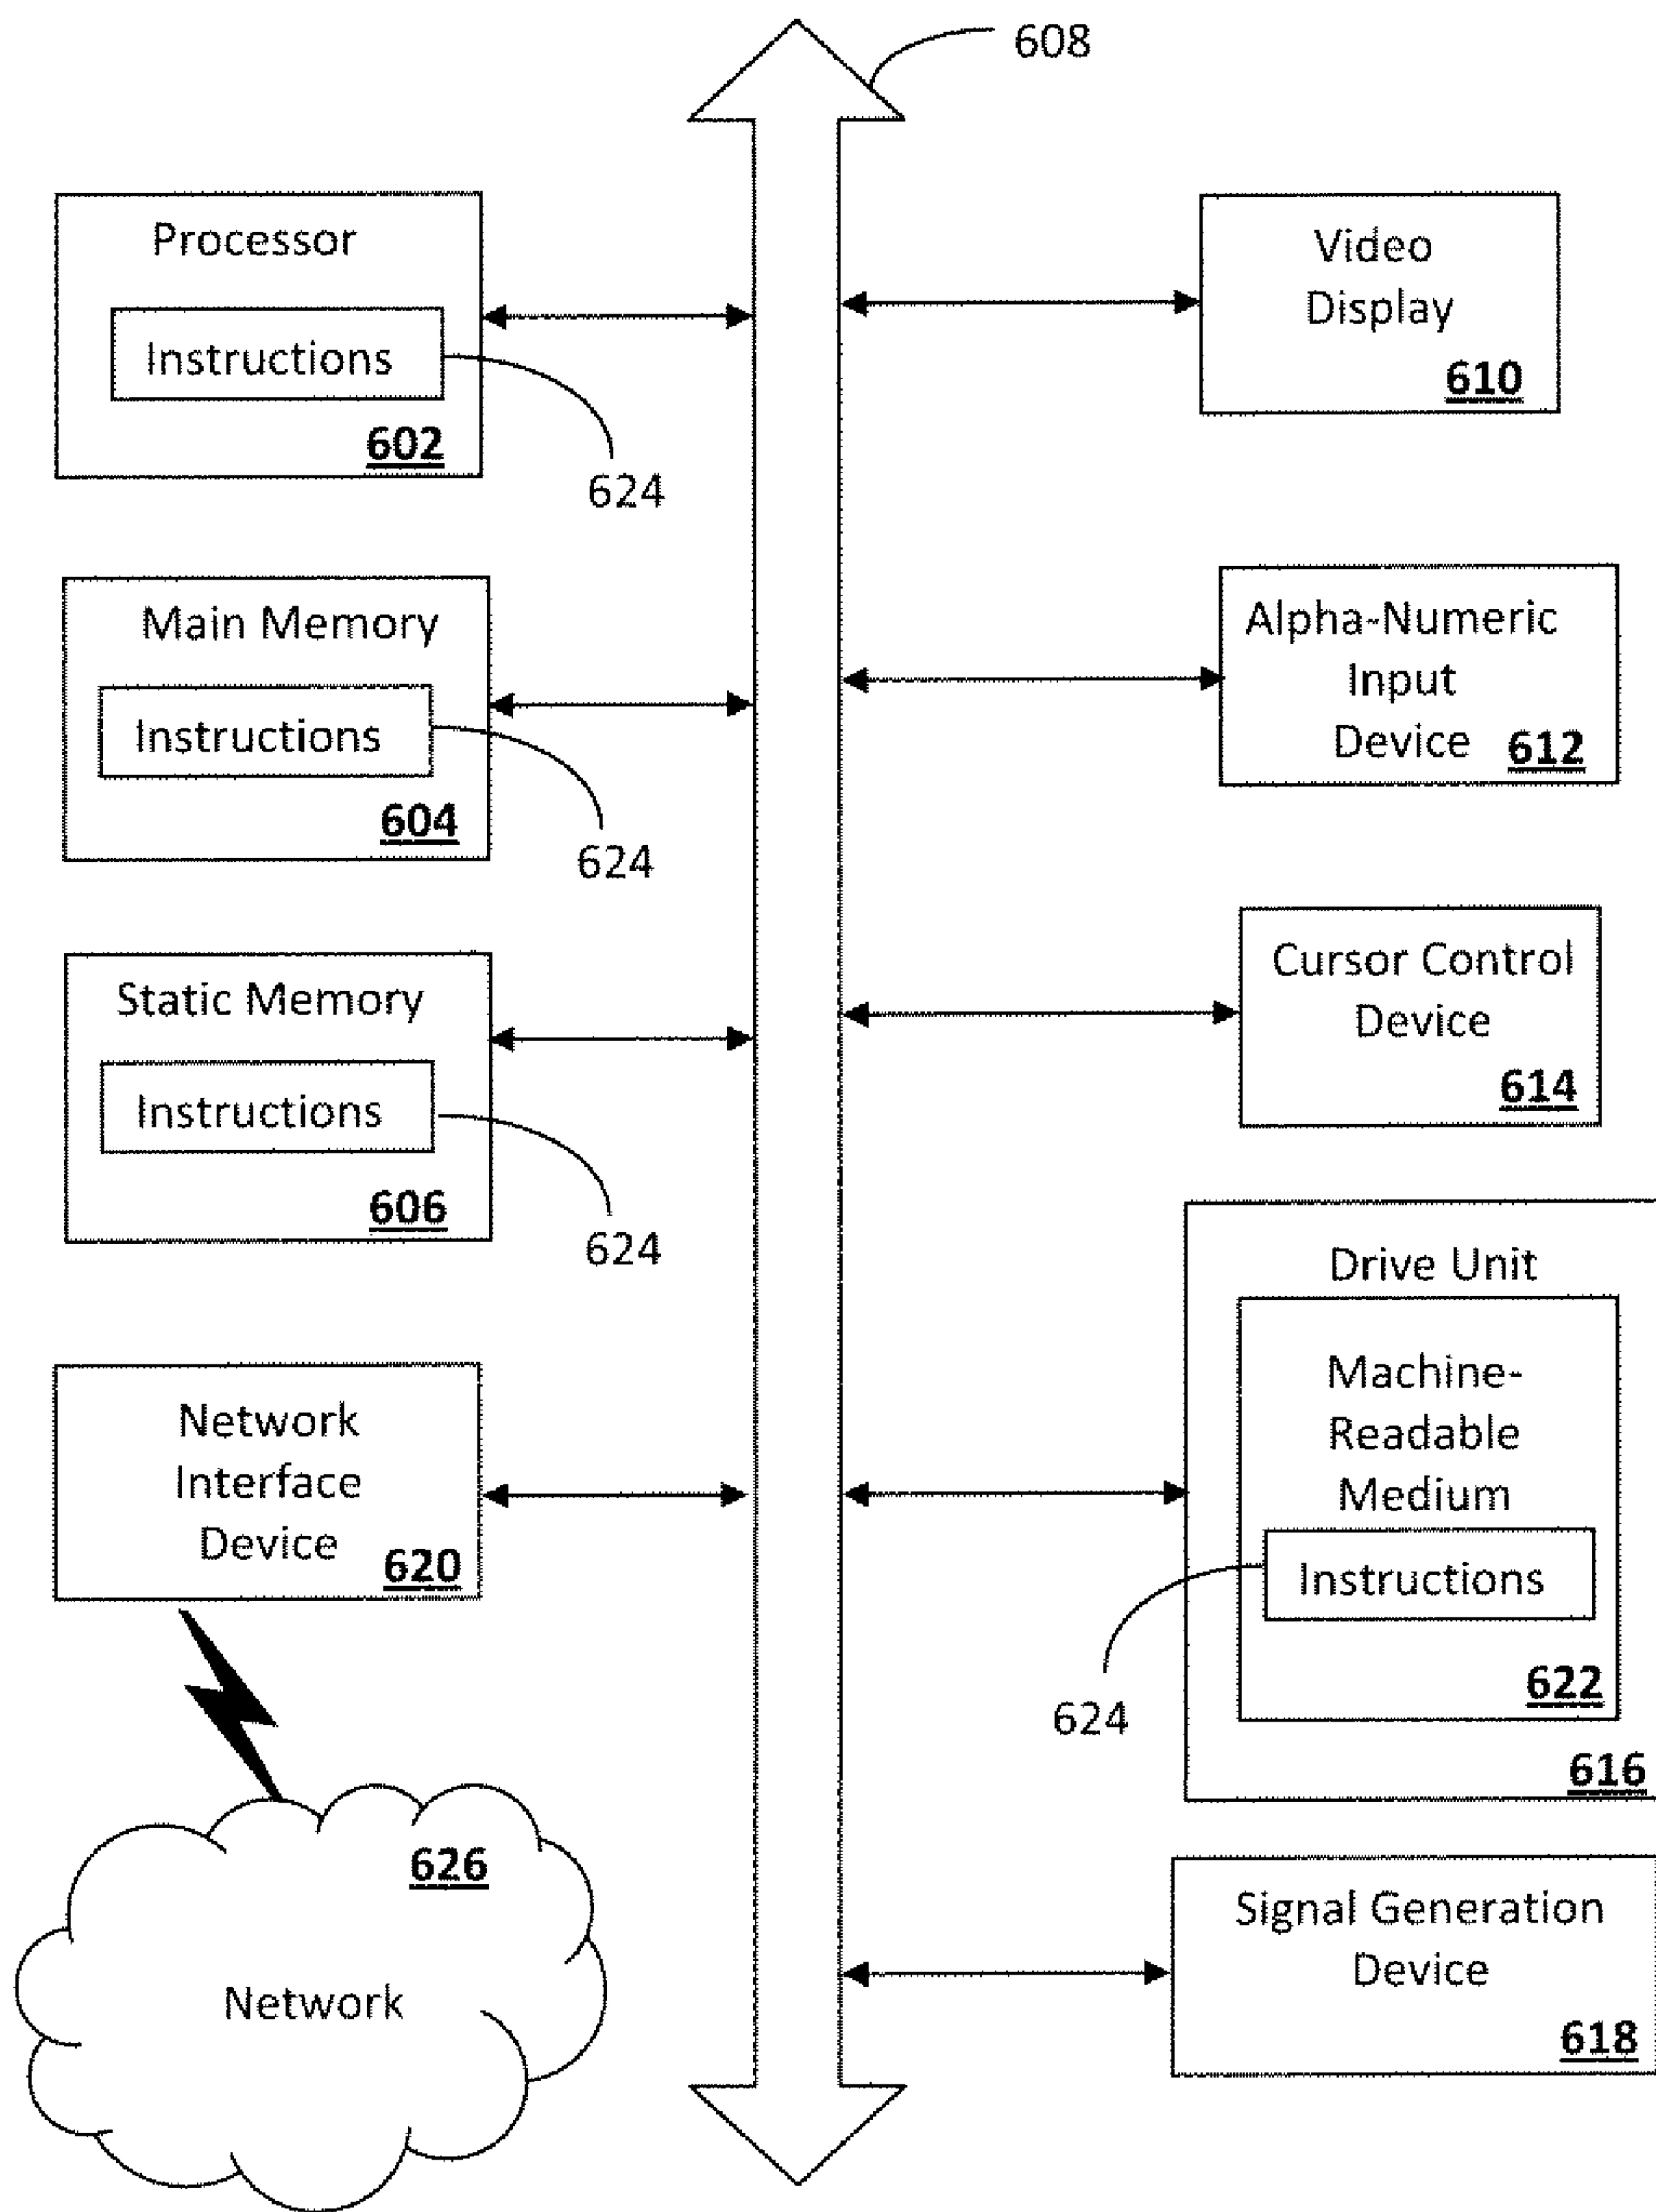 608
Processor
Instructions
602
624
Main Memory
Instructions
604
624
Static Memory
Instructions
606
624
Network
Interface
Device
620
626
Network
Video
Display
610
Alpha-Numeric
Input
Device
612
Cursor Control
Device
614
Drive Unit
Machine-
Readable
Medium
Instructions
624
622
616
Signal Generation
Device
618